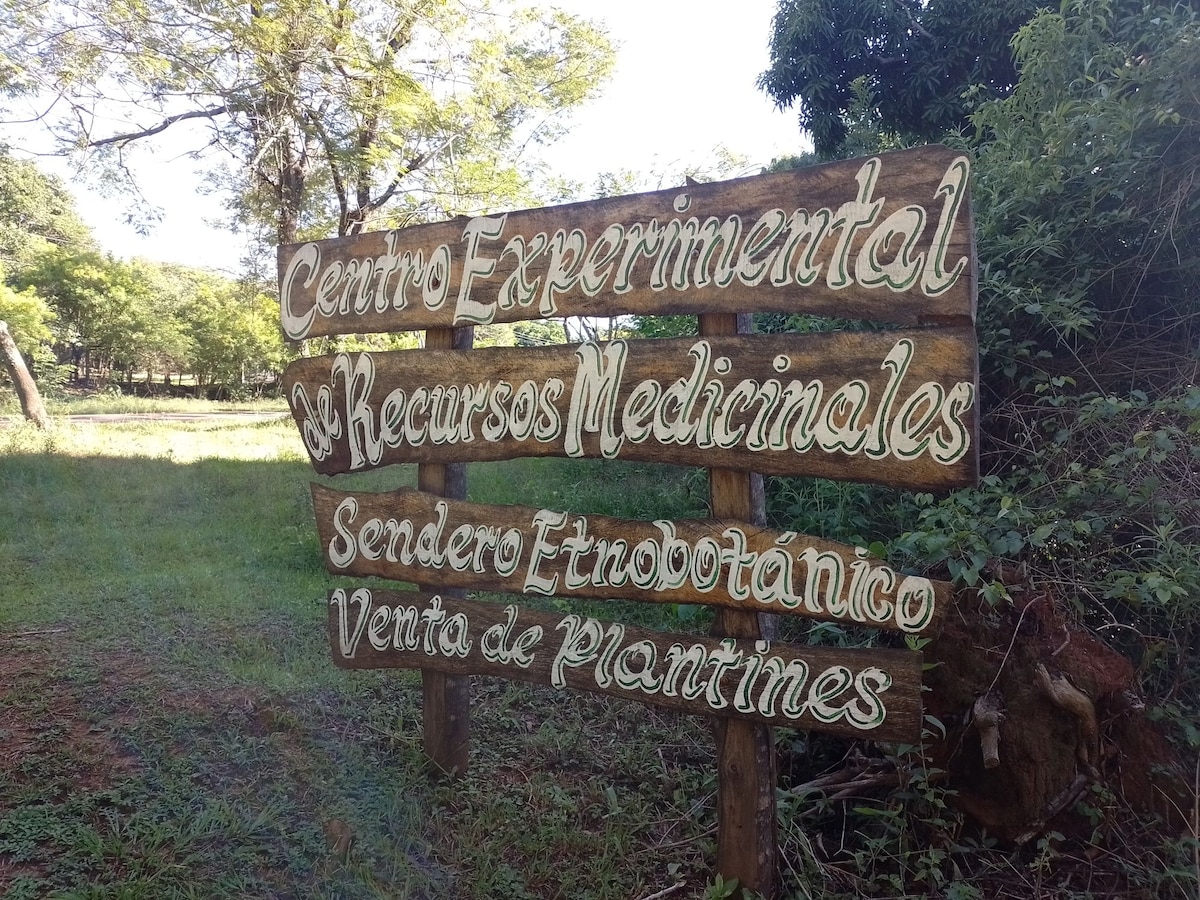 Centro Experimental
de Recursos Medicinales
Sendero Etnobotánico
Venta de Plantines